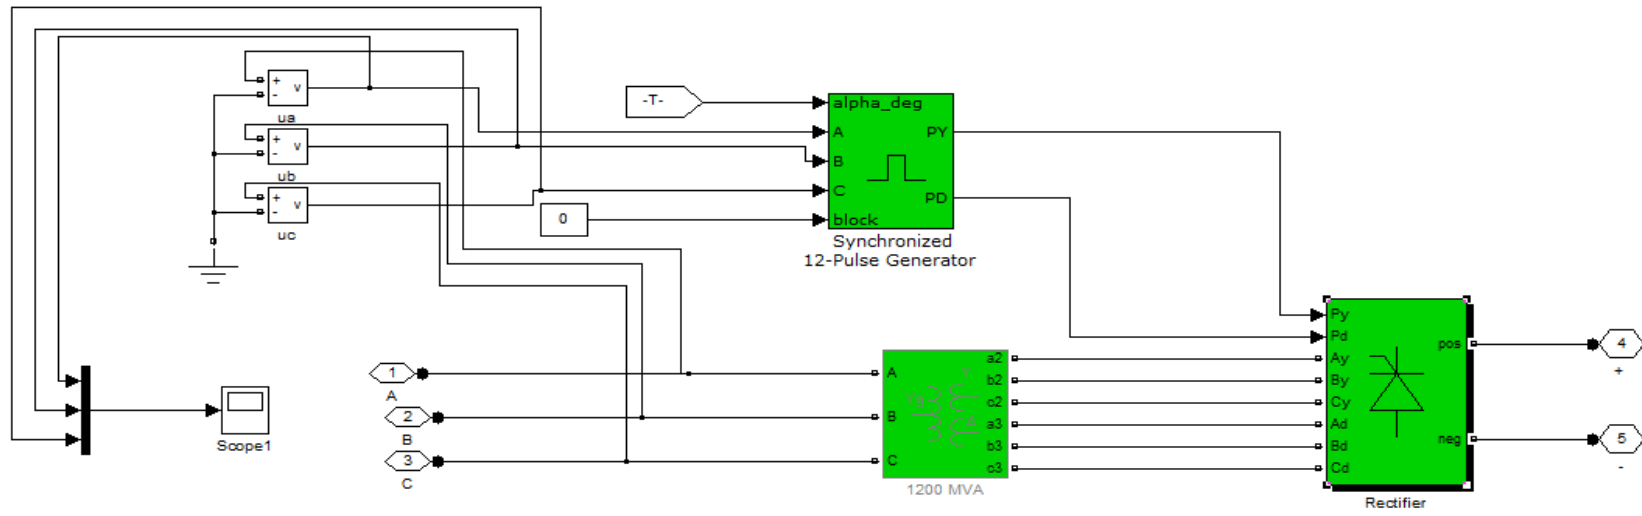 +
-
v
ua
+
-
v
ub
+
-
v
uc
-T-
0
alpha_deg
A
B
C
block
PY
PD
Synchronized
12-Pulse Generator
Scope1
1
A
2
B
3
C
A
B
C
a2
b2
c2
a3
b3
c3
1200 MVA
Py
Pd
Ay
By
Cy
Ad
Bd
Cd
pos
neg
Rectifier
4
+
5
-